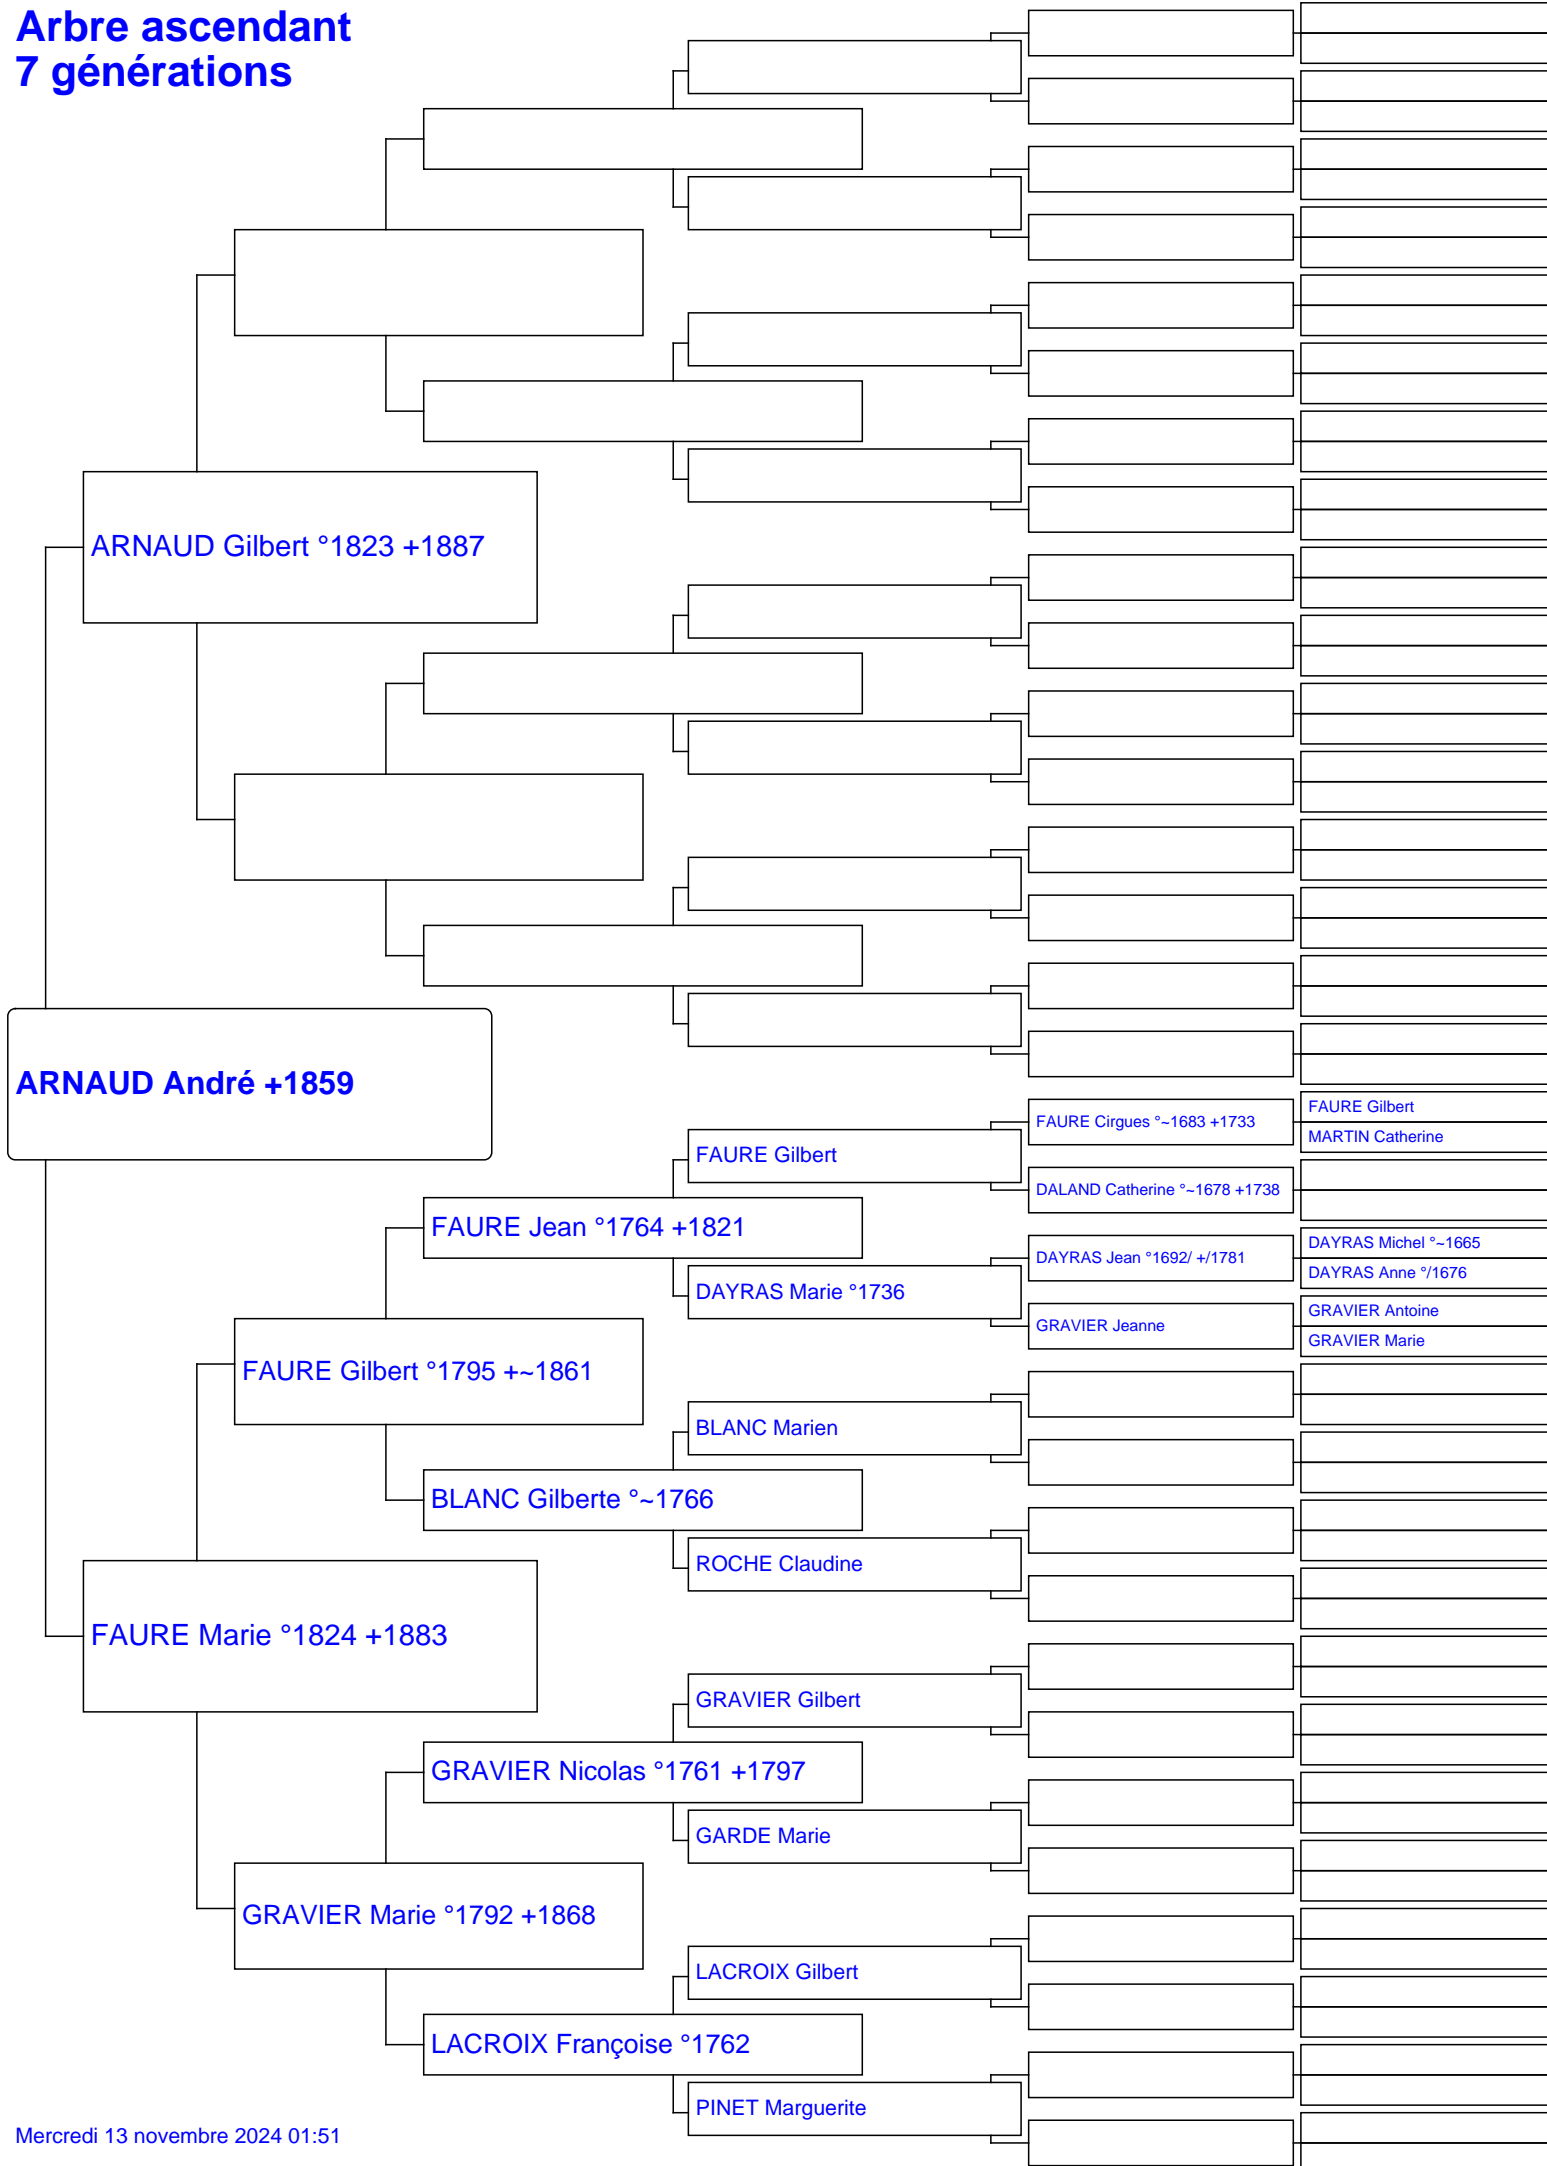 Arbre ascendant
7 générations
ARNAUD Gilbert °1823 +1887
ARNAUD André +1859
FAURE Gilbert
FAURE Cirgues °~1683 +1733
MARTIN Catherine
FAURE Gilbert
DALAND Catherine °~1678 +1738
FAURE Jean °1764 +1821
DAYRAS Michel °~1665
DAYRAS Jean °1692/ +/1781
DAYRAS Anne °/1676
DAYRAS Marie °1736
GRAVIER Antoine
GRAVIER Jeanne
GRAVIER Marie
FAURE Gilbert °1795 +~1861
BLANC Marien
BLANC Gilberte °~1766
ROCHE Claudine
FAURE Marie °1824 +1883
GRAVIER Gilbert
GRAVIER Nicolas °1761 +1797
GARDE Marie
GRAVIER Marie °1792 +1868
LACROIX Gilbert
LACROIX Françoise °1762
PINET Marguerite
Mercredi 13 novembre 2024 01:51